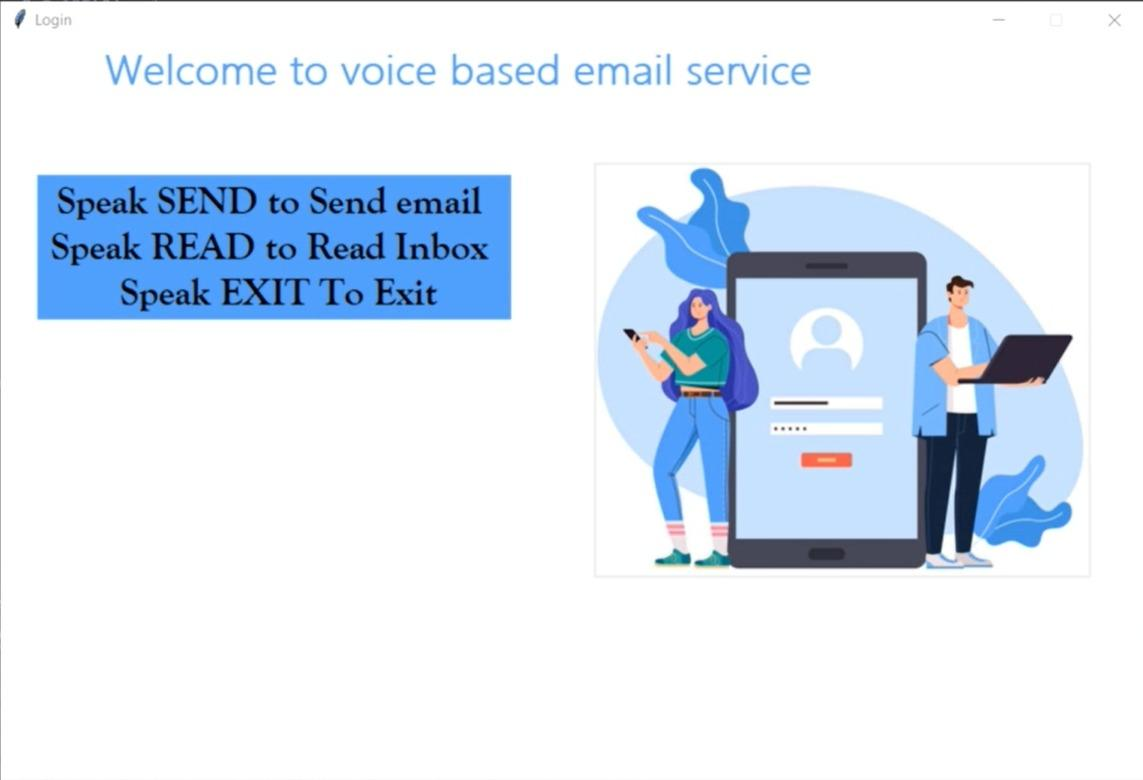 Login
Welcome to voice based email service
Speak SEND to Send email
Speak READ to Read Inbox
Speak EXIT To Exit